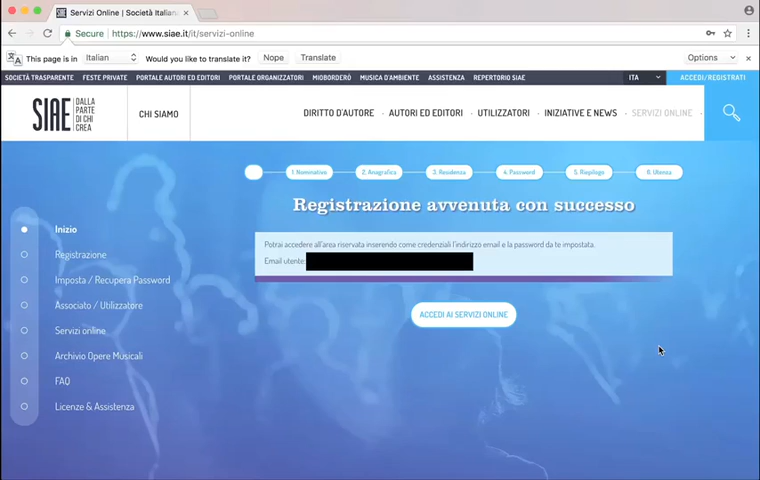 Servizi Online | Società Italiana
Secure
https://www.siae.it/it/servizi-online
This page is in
Italian
Would you like to translate it?
Nope
Translate
Options
SOCIETÀ TRASPARENTE FESTE PRIVATE PORTALE AUTORI ED EDITORI PORTALE ORGANIZZATORI MIOBORDERÒ MUSICA D'AMBIENTE ASSISTENZA REPERTORIO SIAE
ITA
ACCEDI/REGISTRATI
SIAE
DALLA
PARTE
DI CHI
CREA
CHI SIAMO
DIRITTO D'AUTORE - AUTORI ED EDITORI - UTILIZZATORI - INIZIATIVE E NEWS - SERVIZI ONLINE -
1. Nominativo
2. Anagrafica
3. Residenza
4. Password
5. Riepilogo
6. Utenza
Registrazione avvenuta con successo
Potrai accedere all'area riservata inserendo come credenziali l'indirizzo email e la password da te impostata.
Email utente:
ACCEDI AI SERVIZI ONLINE
Inizio
Registrazione
Imposta / Recupera Password
Associato / Utilizzatore
Servizi online
Archivio Opere Musicali
FAQ
Licenze & Assistenza